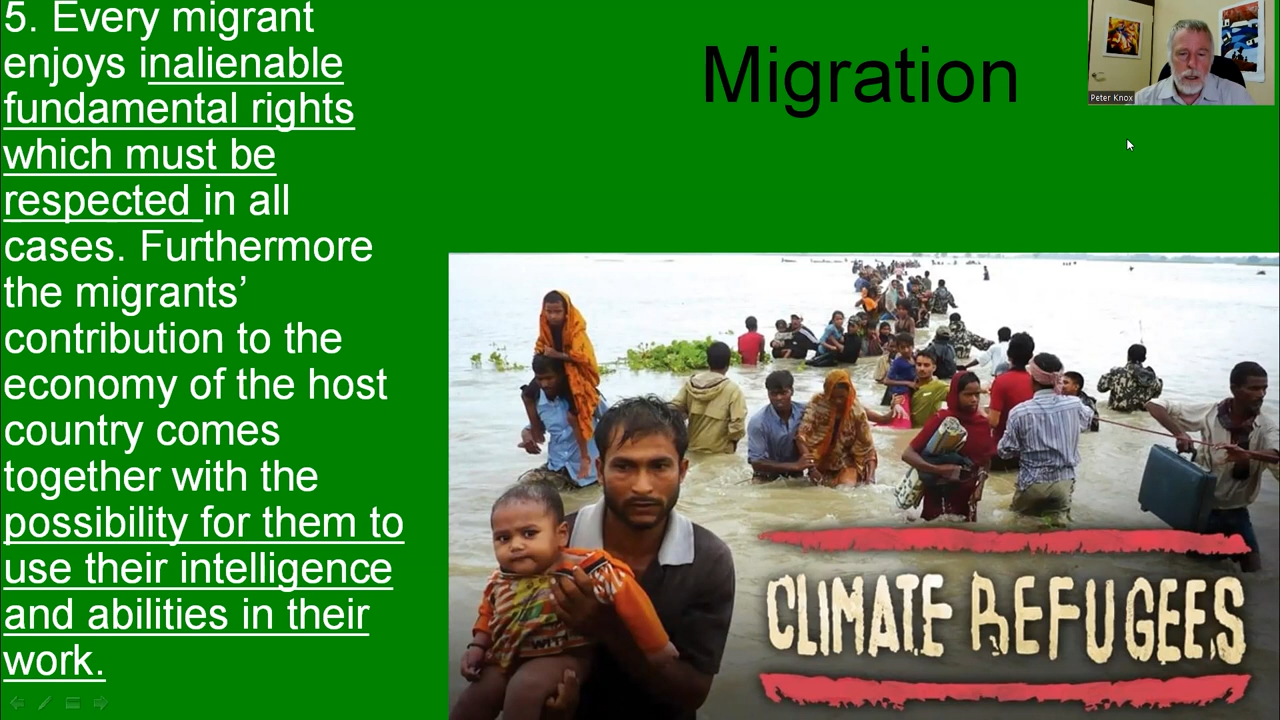 5. Every migrant
enjoys inalienable
fundamental rights
which must be
respected in all
cases. Furthermore
the migrants’
contribution to the
economy of the host
country comes
together with the
possibility for them to
use their intelligence
and abilities in their
work.
Migration
Peter Knox
CLIMATE REFUGEES